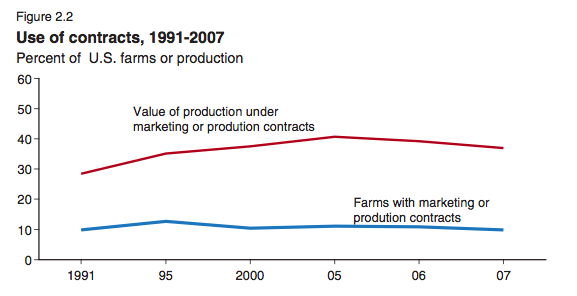 Figure 2.2
Use of contracts, 1991-2007
Percent of U.S. farms or production
60
50
Value of production under
marketing or prodution contracts
40
30
20
Farms with marketing or
prodution contracts
10
0
1991 95 2000 05 06 07